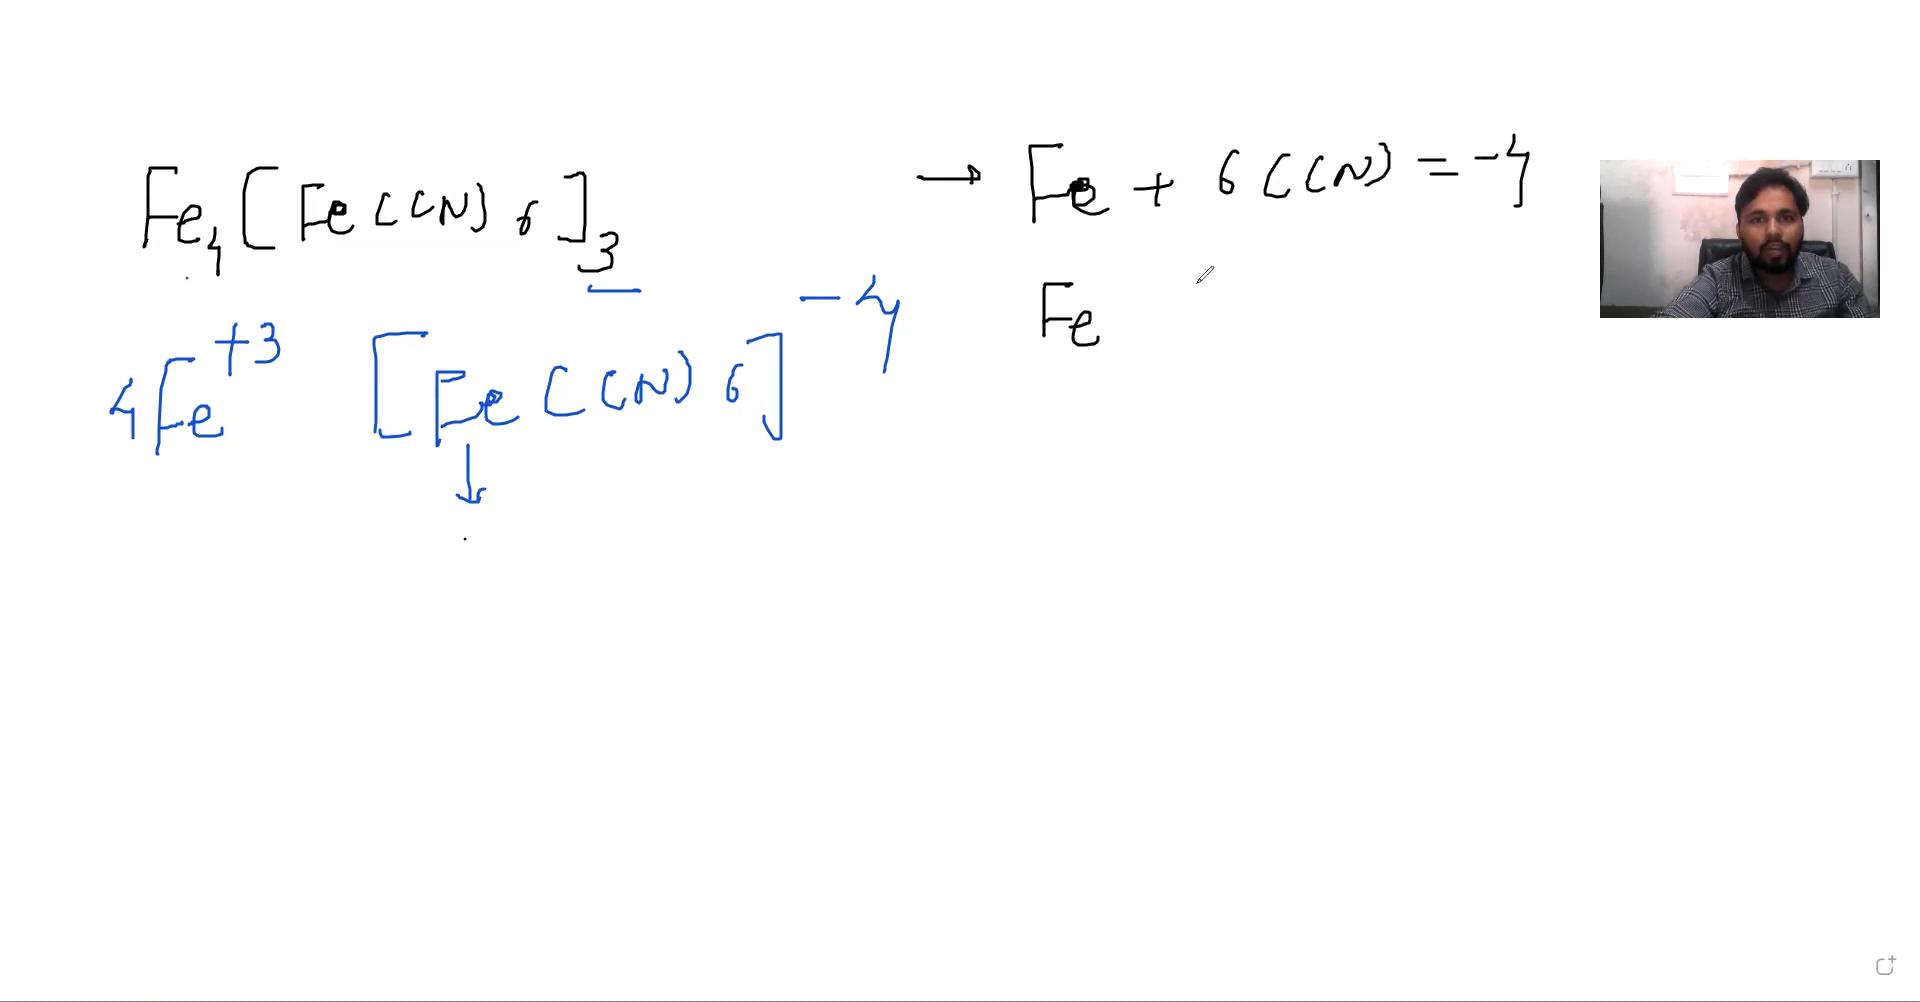 Fe4[Fe(CN)6]3
→ Fe + 6(CN) = -4
Fe
4Fe+3 [Fe(CN)6]-4